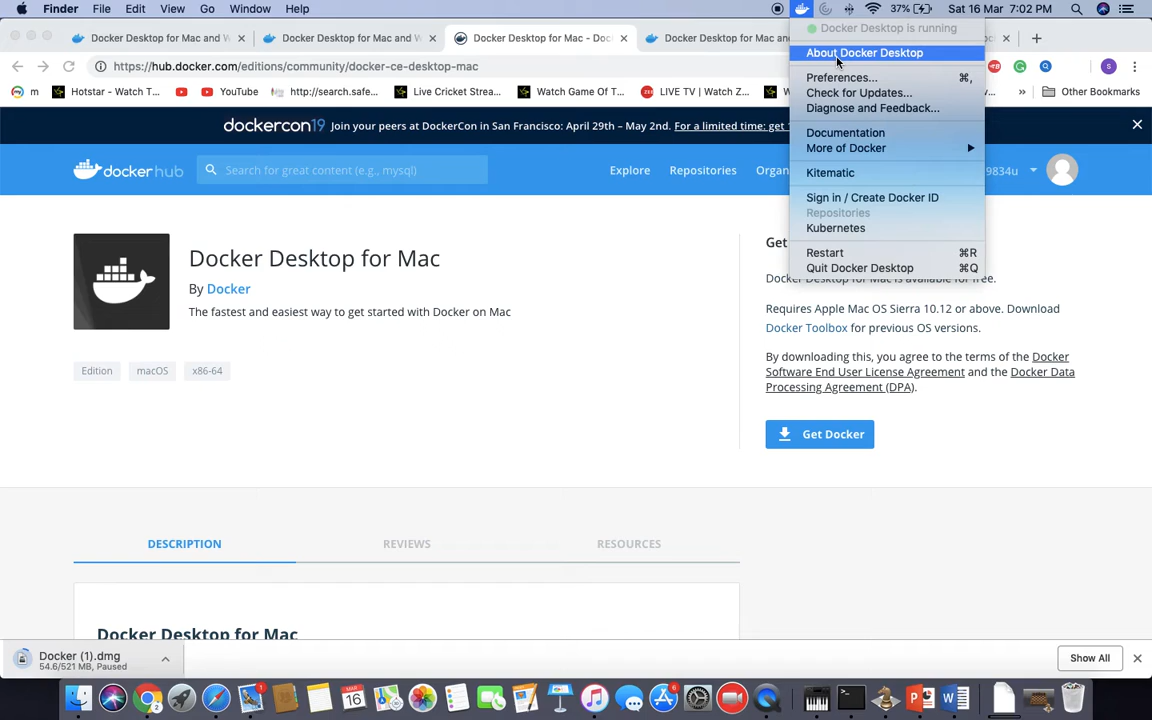 Finder File Edit View Go Window Help 37% Sat 16 Mar 7:02 PM
Docker Desktop for Mac and W Docker Desktop for Mac and W Docker Desktop for Mac - Doc Docker Desktop for Mac and
https://hub.docker.com/editions/community/docker-ce-desktop-mac
m Hotstar - Watch T... YouTube http://search.safe... Live Cricket Strea... Watch Game Of T... LIVE TV | Watch Z... » Other Bookmarks
dockercon19 Join your peers at DockerCon in San Francisco: April 29th – May 2nd. For a limited time: get 1
docker hub Search for great content (e.g., mysql) Explore Repositories Organ 9834u
Docker Desktop is running
About Docker Desktop
Preferences... ⌘,
Check for Updates...
Diagnose and Feedback...
Documentation
More of Docker
Kitematic
Sign in / Create Docker ID
Repositories
Kubernetes
Restart ⌘R
Quit Docker Desktop ⌘Q
Docker Desktop for Mac
By Docker
The fastest and easiest way to get started with Docker on Mac
Edition macOS x86-64
Get
Docker Desktop for Mac is available for free.
Requires Apple Mac OS Sierra 10.12 or above. Download
Docker Toolbox for previous OS versions.
By downloading this, you agree to the terms of the Docker
Software End User License Agreement and the Docker Data
Processing Agreement (DPA).
Get Docker
DESCRIPTION REVIEWS RESOURCES
Docker Desktop for Mac
Docker (1).dmg
54.6/521 MB, Paused
Show All